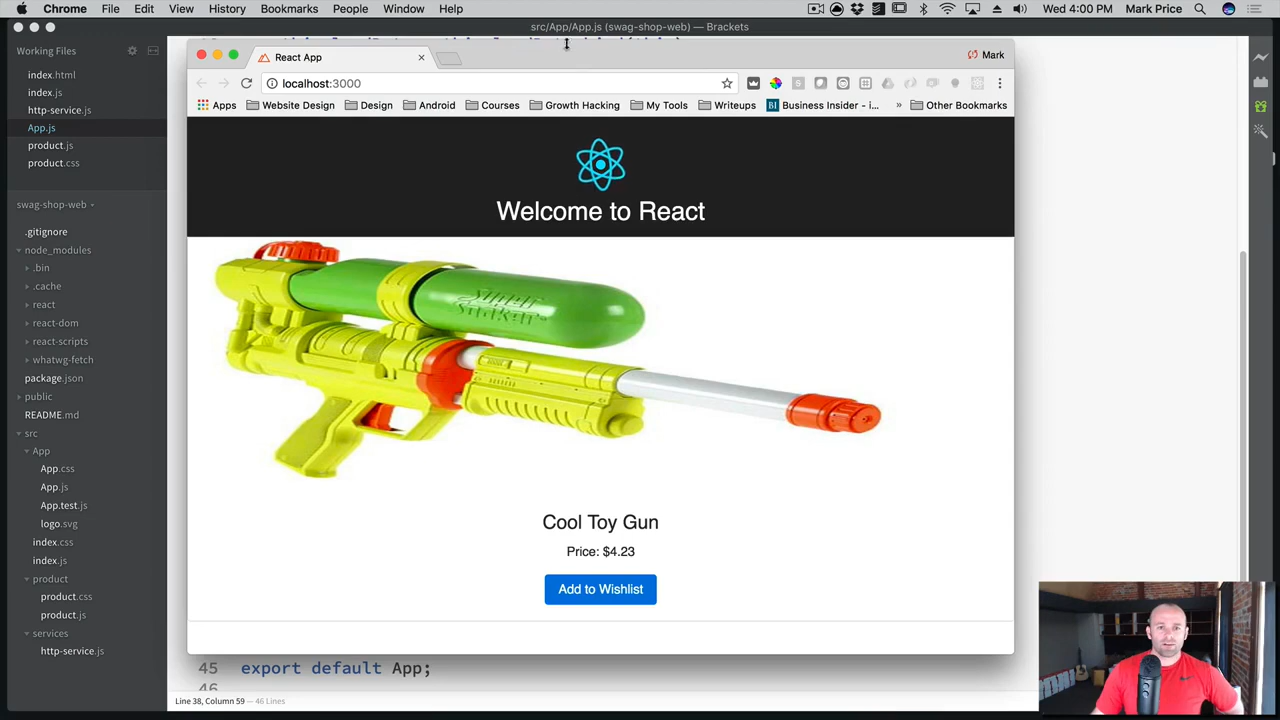 Chrome File Edit View History Bookmarks People Window Help Wed 4:00 PM Mark Price
src/App/App.js (swag-shop-web) — Brackets
Working Files
index.html
index.js
http-service.js
App.js
product.js
product.css
swag-shop-web
.gitignore
node_modules
.bin
.cache
react
react-dom
react-scripts
whatwg-fetch
package.json
public
README.md
src
App
App.css
App.js
App.test.js
logo.svg
index.css
index.js
product
product.css
product.js
services
http-service.js
React App
Mark
localhost:3000
Apps Website Design Design Android Courses Growth Hacking My Tools Writeups BI Business Insider - i... » Other Bookmarks
Welcome to React
Super
Soaker
Cool Toy Gun
Price: $4.23
Add to Wishlist
45 export default App;
46
Line 38, Column 59 — 46 Lines